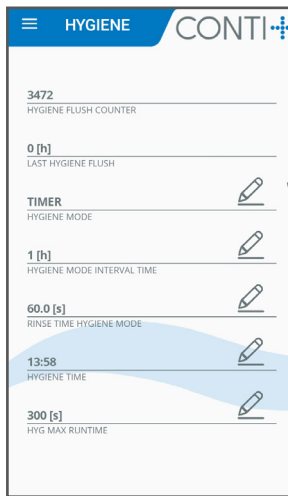 HYGIENE
CONTI+
3472
HYGIENE FLUSH COUNTER
0 [h]
LAST HYGIENE FLUSH
TIMER
HYGIENE MODE
1 [h]
HYGIENE MODE INTERVAL TIME
60.0 [s]
RINSE TIME HYGIENE MODE
13:58
HYGIENE TIME
300 [s]
HYG MAX RUNTIME